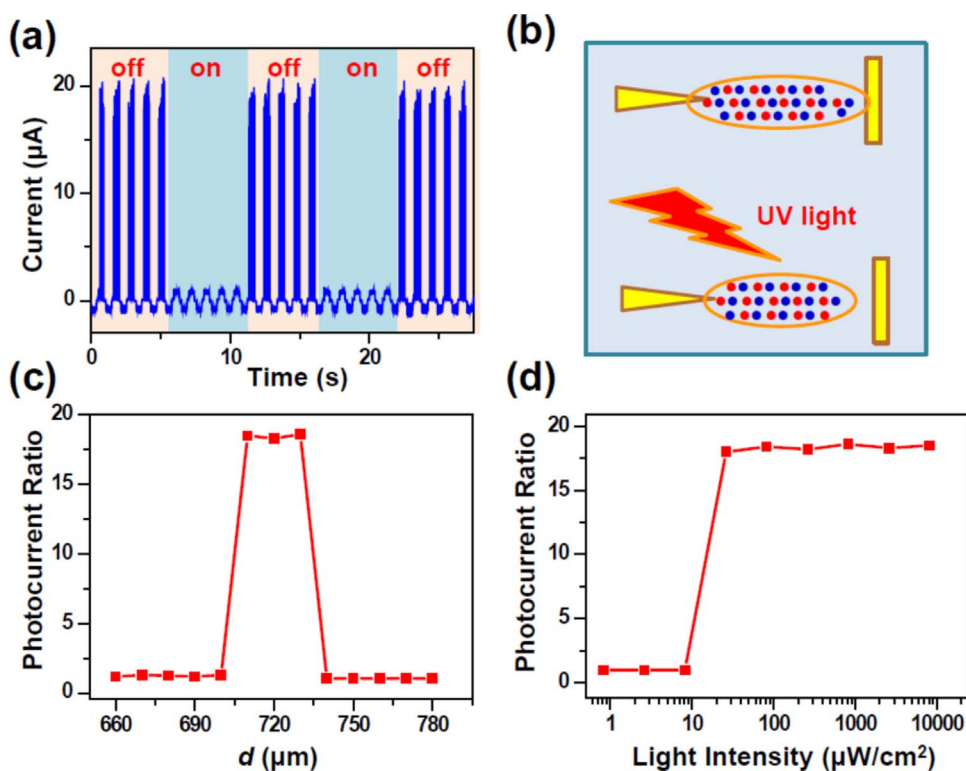 (a)
off
on
off
on
off
20
10
0
Current (µA)
0
10
20
Time (s)
(b)
UV light
(c)
20
15
10
5
0
Photocurrent Ratio
660
690
720
750
780
d (µm)
(d)
20
15
10
5
0
Photocurrent Ratio
1
10
100
1000
10000
Light Intensity (µW/cm²)